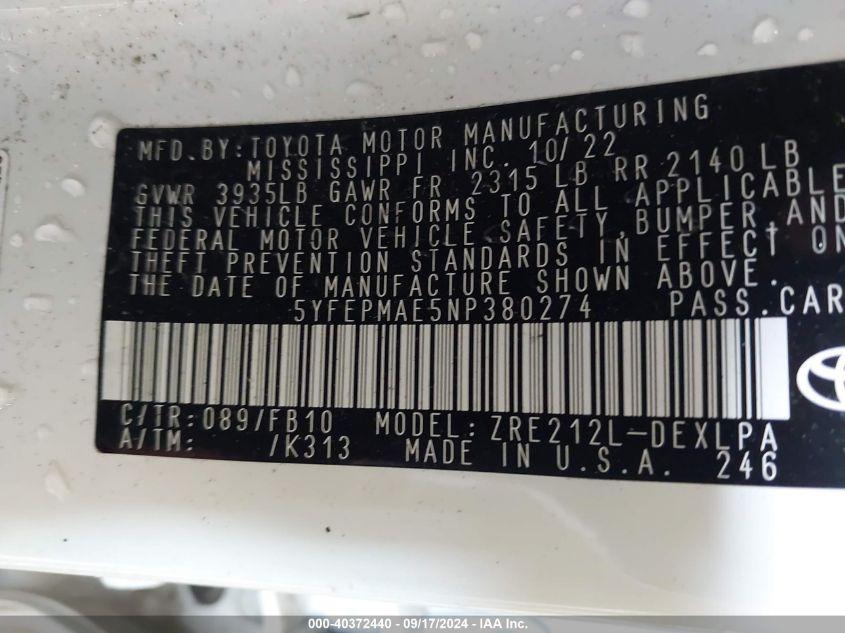 MFD.BY:TOYOTA MOTOR MANUFACTURING
MISSISSIPPI INC. 10/22
GVWR 3935LB GAWR FR 2315 LB RR 2140 LB
THIS VEHICLE CONFORMS TO ALL APPLICABLE
FEDERAL MOTOR VEHICLE SAFETY,BUMPER,AND
THEFT PREVENTION STANDARDS IN EFFECT ON
THE DATE OF MANUFACTURE SHOWN ABOVE.
5YFEPMAE5NP380274 PASS.CAR
C/TR:089/FB10 MODEL:ZRE212L-DEXLPA
A/TM: /K313 MADE IN U.S.A. 246
000-40372440 - 09/17/2024 - IAA Inc.